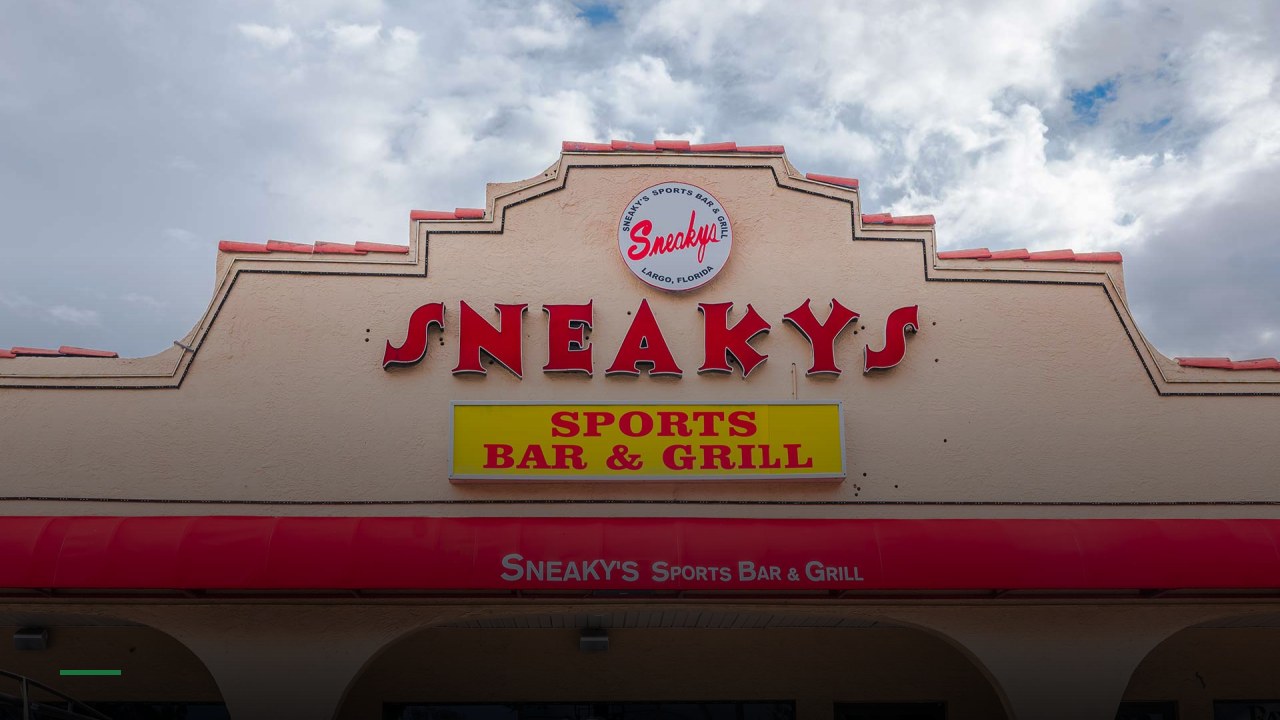 SNEAKY'S SPORTS BAR & GRILL
Sneakys
LARGO, FLORIDA
SNEAKYS
SPORTS
BAR & GRILL
SNEAKY'S SPORTS BAR & GRILL